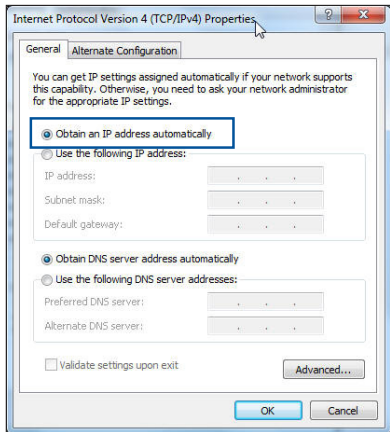 Internet Protocol Version 4 (TCP/IPv4) Properties
General
Alternate Configuration
You can get IP settings assigned automatically if your network supports
this capability. Otherwise, you need to ask your network administrator
for the appropriate IP settings.
Obtain an IP address automatically
Use the following IP address:
IP address:
Subnet mask:
Default gateway:
Obtain DNS server address automatically
Use the following DNS server addresses:
Preferred DNS server:
Alternate DNS server:
Validate settings upon exit
Advanced...
OK
Cancel